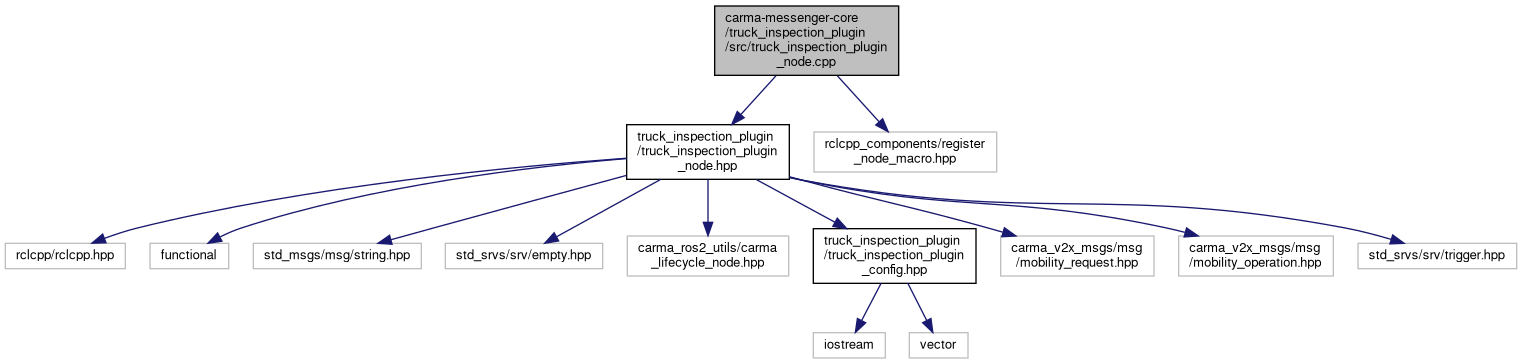 carma-messenger-core
/truck_inspection_plugin
/src/truck_inspection_plugin
_node.cpp
truck_inspection_plugin
/truck_inspection_plugin
_node.hpp
rclcpp_components/register
_node_macro.hpp
rclcpp/rclcpp.hpp
functional
std_msgs/msg/string.hpp
std_srvs/srv/empty.hpp
carma_ros2_utils/carma
_lifecycle_node.hpp
truck_inspection_plugin
/truck_inspection_plugin
_config.hpp
carma_v2x_msgs/msg
/mobility_request.hpp
carma_v2x_msgs/msg
/mobility_operation.hpp
std_srvs/srv/trigger.hpp
iostream
vector